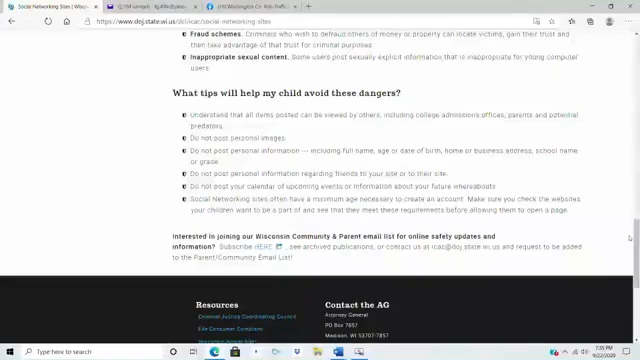 Social Networking Sites | Wisc
https://www.doj.state.wi.us/dci/icac/social-networking-sites
Fraud schemes. Criminals who wish to defraud others of money or property can locate victims, gain their trust and
then take advantage of that trust for criminal purposes.
Inappropriate sexual content. Some users post sexually explicit information that is inappropriate for young computer
users.
What tips will help my child avoid these dangers?
Understand that all items posted can be viewed by others, including college admissions offices, parents and potential
predators.
Do not post personal images.
Do not post personal information --- including full name, age or date of birth, home or business address, school name
or grade.
Do not post personal information regarding friends to your site or to their site.
Do not post your calendar of upcoming events or information about your future whereabouts
Social Networking sites often have a minimum age necessary to create an account. Make sure you check the websites
your children want to be a part of and see that they meet these requirements before allowing them to open a page.
Interested in joining our Wisconsin Community & Parent email list for online safety updates and
information? Subscribe HERE , see archived publications, or contact us at icac@doj.state.wi.us and request to be added
to the Parent/Community Email List!
Resources
Criminal Justice Coordinating Council
File Consumer Complaint
Contact the AG
Attorney General
PO Box 7857
Madison, WI 53707-7857
Type here to search
7:35 PM
9/22/2020